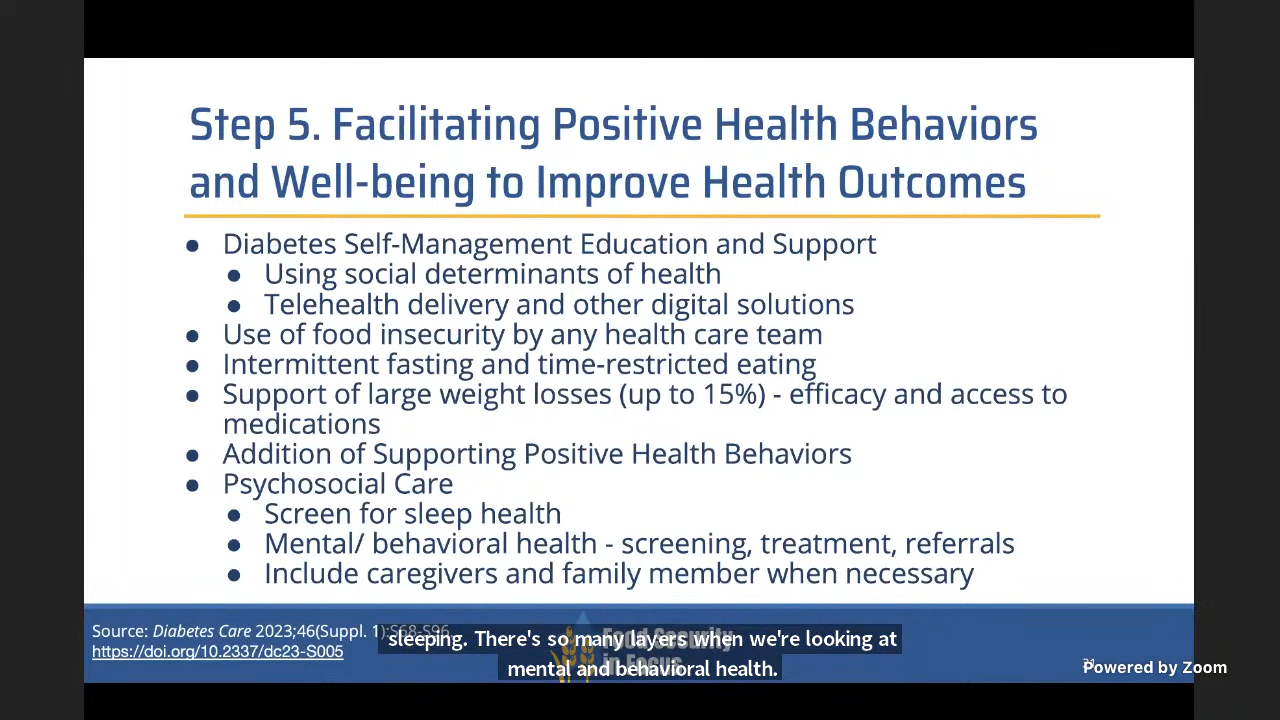 Step 5. Facilitating Positive Health Behaviors
and Well-being to Improve Health Outcomes
● Diabetes Self-Management Education and Support
● Using social determinants of health
● Telehealth delivery and other digital solutions
● Use of food insecurity by any health care team
● Intermittent fasting and time-restricted eating
● Support of large weight losses (up to 15%) - efficacy and access to
medications
● Addition of Supporting Positive Health Behaviors
● Psychosocial Care
● Screen for sleep health
● Mental/ behavioral health - screening, treatment, referrals
● Include caregivers and family member when necessary
Source: Diabetes Care 2023;46(Suppl. 1):S68-S96
https://doi.org/10.2337/dc23-S005
Food Security
in Focus
sleeping. There's so many layers when we're looking at
mental and behavioral health.
Powered by Zoom